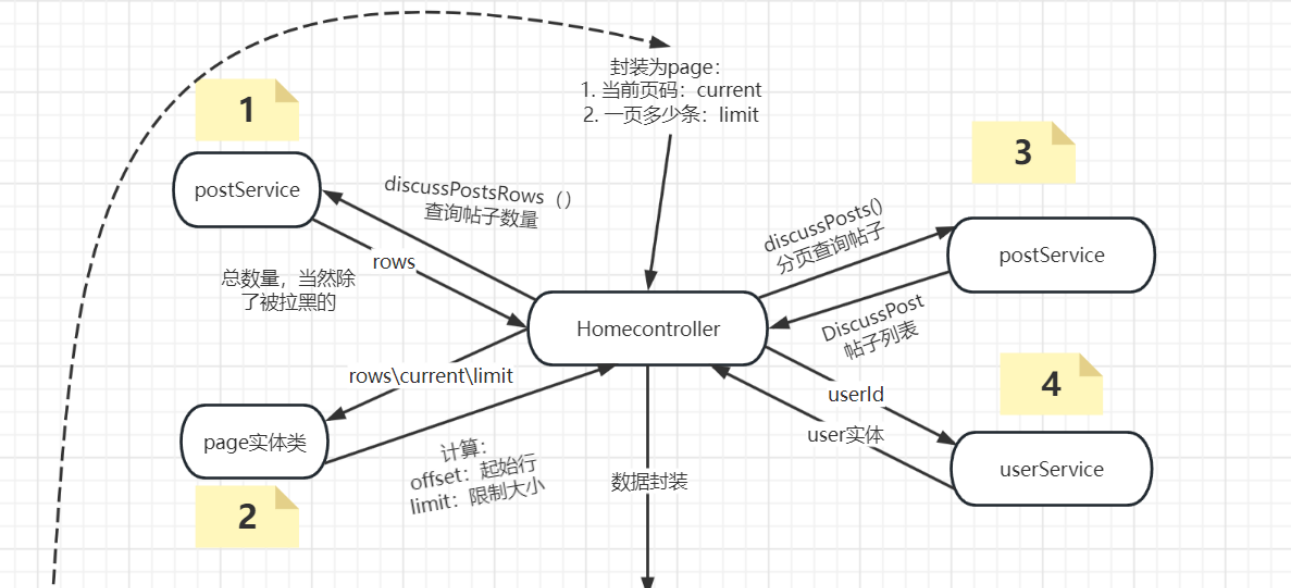 封装为page：
1. 当前页码：current
2. 一页多少条：limit
1
postService
discussPostsRows（）
查询帖子数量
rows
总数量，当然除
了被拉黑的
3
discussPosts()
分页查询帖子
postService
DiscussPost
帖子列表
Homecontroller
rows\current\limit
page实体类
2
计算：
offset：起始行
limit：限制大小
数据封装
4
userId
user实体
userService